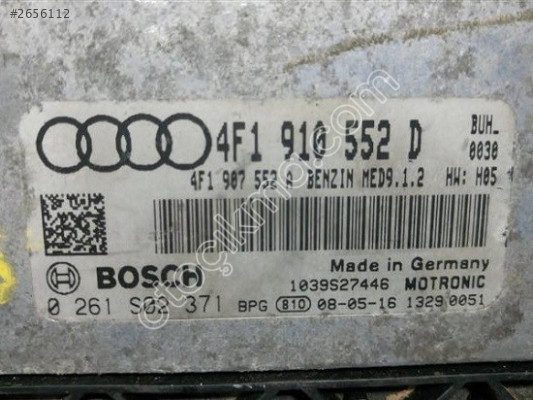 #2656112
4F1 910 552 D BUH_
0030
4F1 907 552 A BENZIN MED9.1.2 HW: H05
BOSCH Made in Germany
1039S27446 MOTRONIC
0 261 S02 371 BPG 810 08-05-16 1329 0051